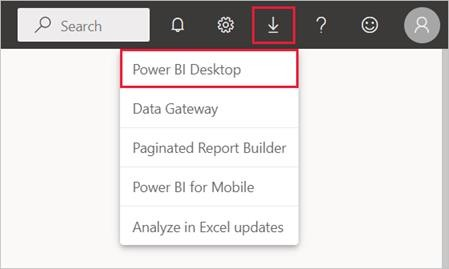 Search
Power BI Desktop
Data Gateway
Paginated Report Builder
Power BI for Mobile
Analyze in Excel updates